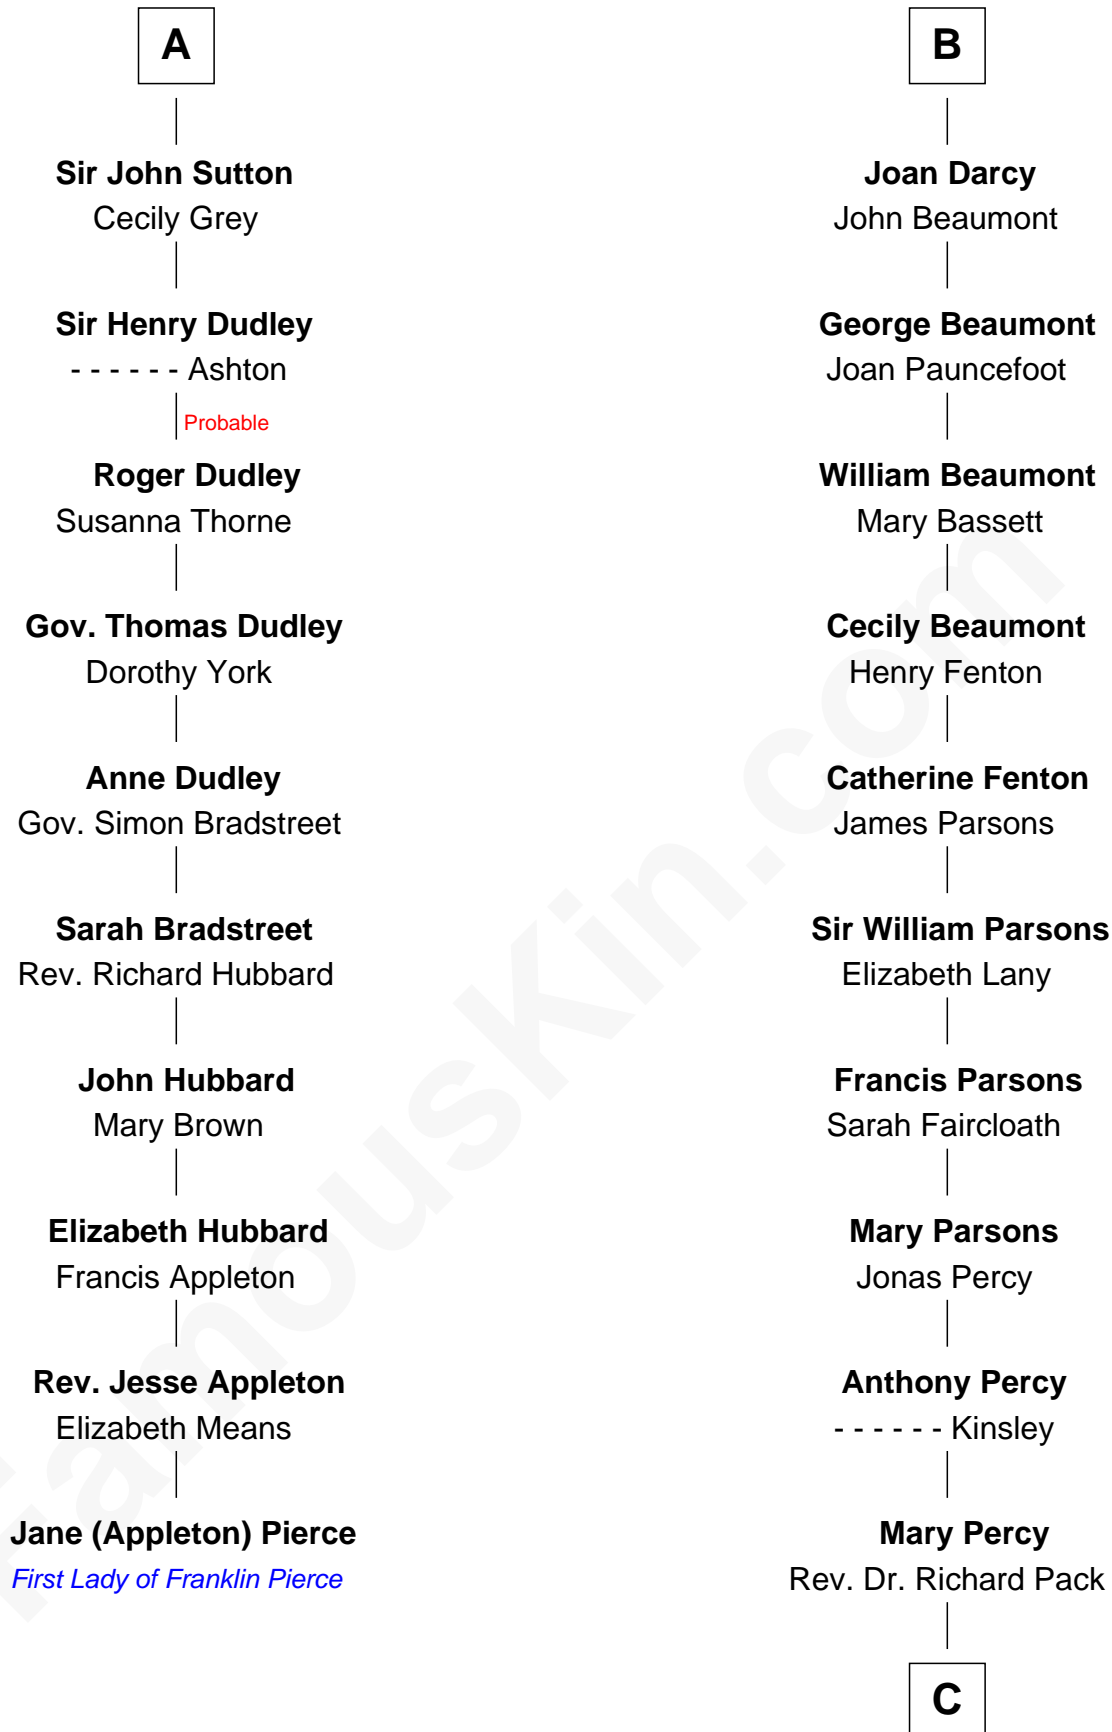 A
Sir John Sutton
Cecily Grey
Sir Henry Dudley
- - - - - - Ashton
Probable
Roger Dudley
Susanna Thorne
Gov. Thomas Dudley
Dorothy York
Anne Dudley
Gov. Simon Bradstreet
Sarah Bradstreet
Rev. Richard Hubbard
John Hubbard
Mary Brown
Elizabeth Hubbard
Francis Appleton
Rev. Jesse Appleton
Elizabeth Means
Jane (Appleton) Pierce
First Lady of Franklin Pierce
B
Joan Darcy
John Beaumont
George Beaumont
Joan Pauncefoot
William Beaumont
Mary Bassett
Cecily Beaumont
Henry Fenton
Catherine Fenton
James Parsons
Sir William Parsons
Elizabeth Lany
Francis Parsons
Sarah Faircloath
Mary Parsons
Jonas Percy
Anthony Percy
- - - - - - Kinsley
Mary Percy
Rev. Dr. Richard Pack
C
FamousKin.com